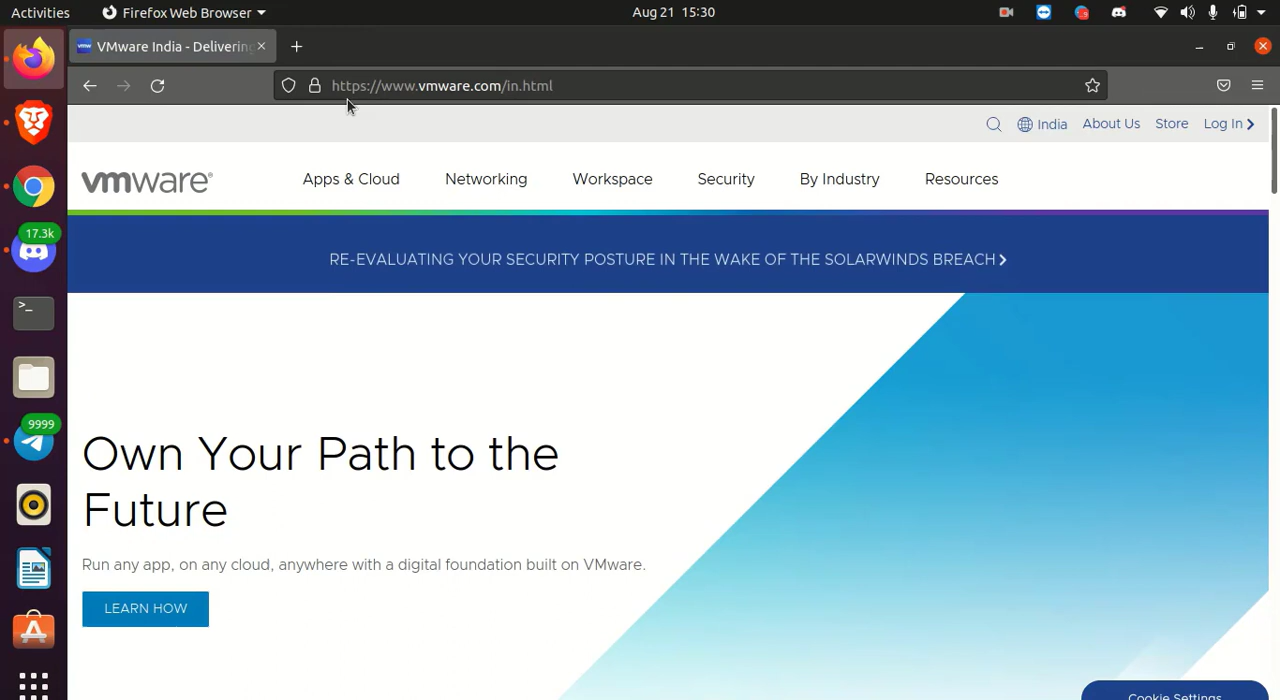 Activities
Firefox Web Browser
Aug 21 15:30
VMware India - Delivering
https://www.vmware.com/in.html
India
About Us
Store
Log In
vmware®
Apps & Cloud
Networking
Workspace
Security
By Industry
Resources
RE-EVALUATING YOUR SECURITY POSTURE IN THE WAKE OF THE SOLARWINDS BREACH
17.3k
>_
9999
Own Your Path to the
Future
Run any app, on any cloud, anywhere with a digital foundation built on VMware.
LEARN HOW
Cookie Settings